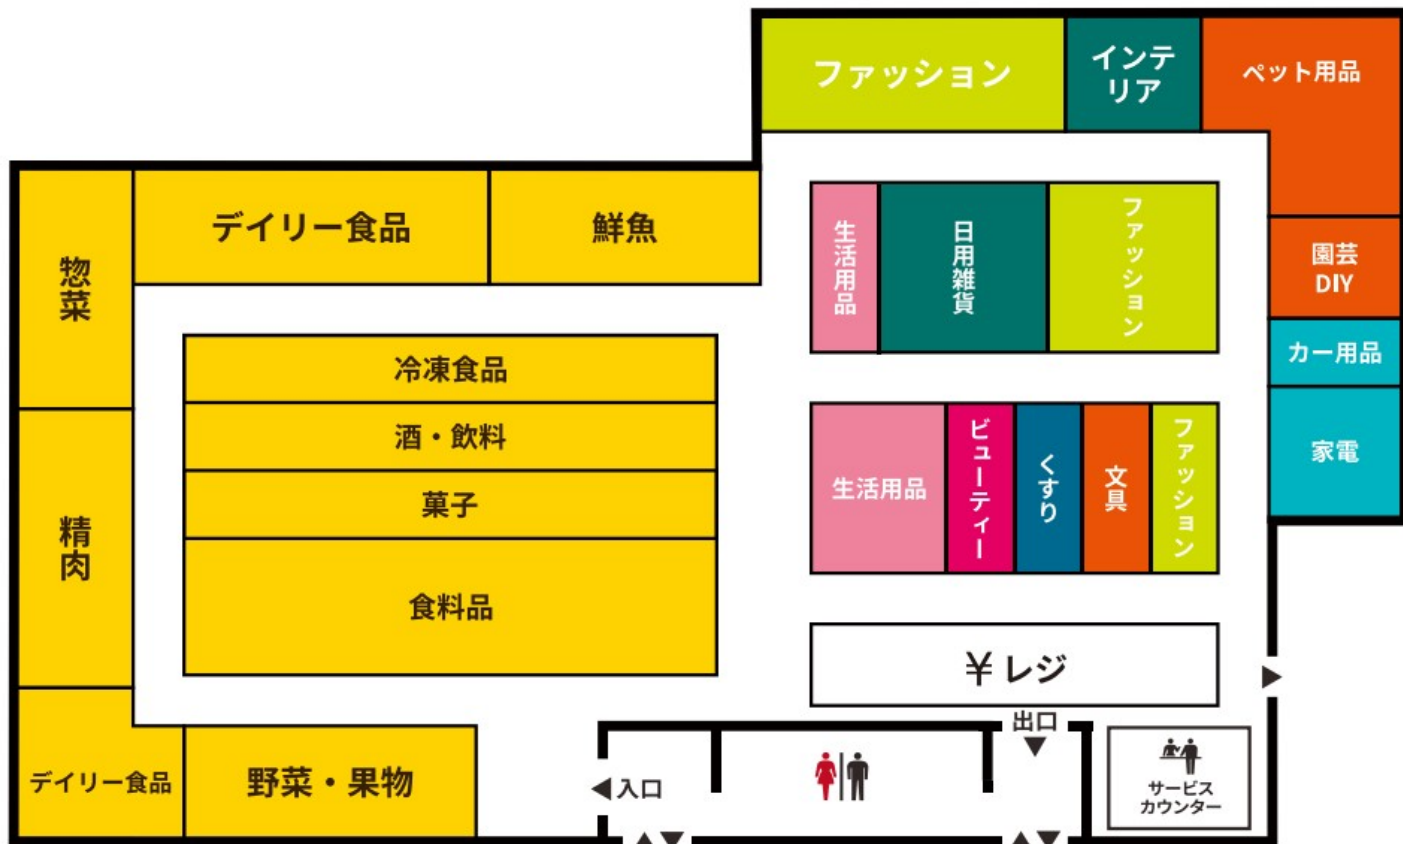 ファッション
インテ
リア
ペット用品
惣菜
デイリー食品
鮮魚
生活用品
日用雑貨
ファッション
園芸
DIY
冷凍食品
カー用品
酒・飲料
菓子
精肉
生活用品
ビューティー
くすり
文具
ファッション
家電
食料品
¥レジ
出口
デイリー食品
野菜・果物
入口
サービス
カウンター